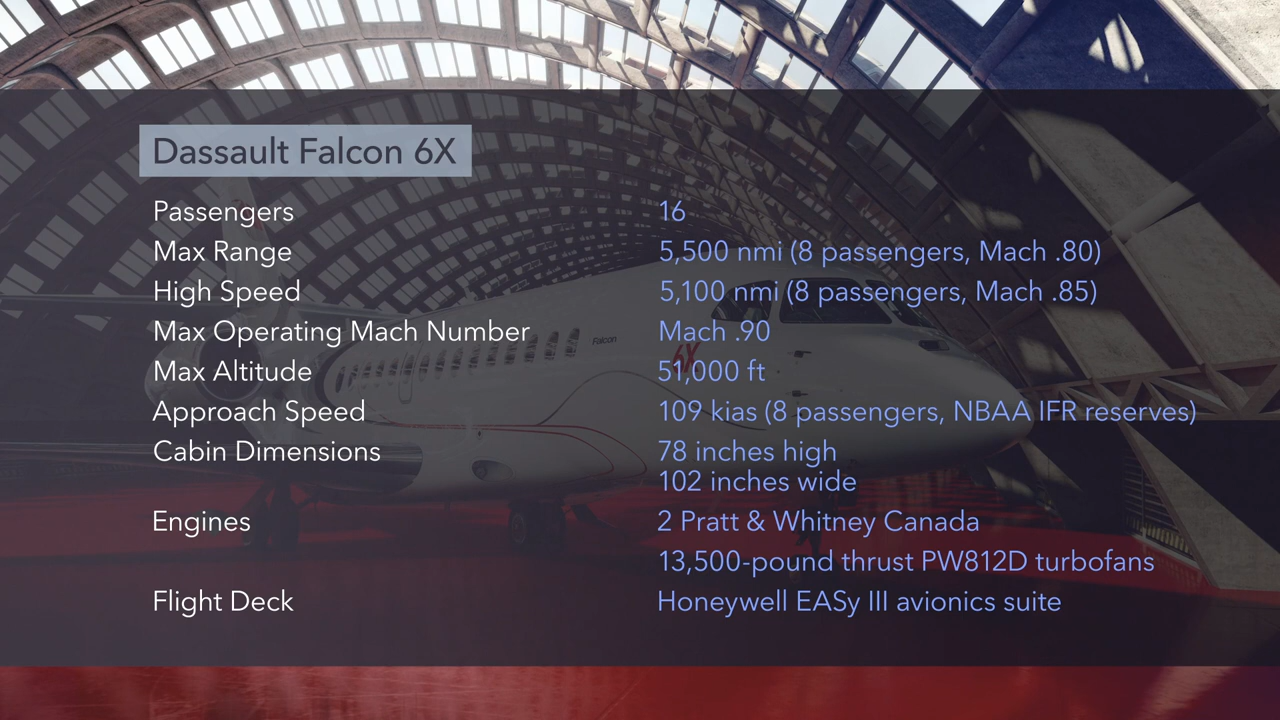 Dassault Falcon 6X
Passengers 16
Max Range 5,500 nmi (8 passengers, Mach .80)
High Speed 5,100 nmi (8 passengers, Mach .85)
Max Operating Mach Number Mach .90
Max Altitude 51,000 ft
Approach Speed 109 kias (8 passengers, NBAA IFR reserves)
Cabin Dimensions 78 inches high
102 inches wide
Engines 2 Pratt & Whitney Canada
13,500-pound thrust PW812D turbofans
Flight Deck Honeywell EASy III avionics suite
Falcon
6X